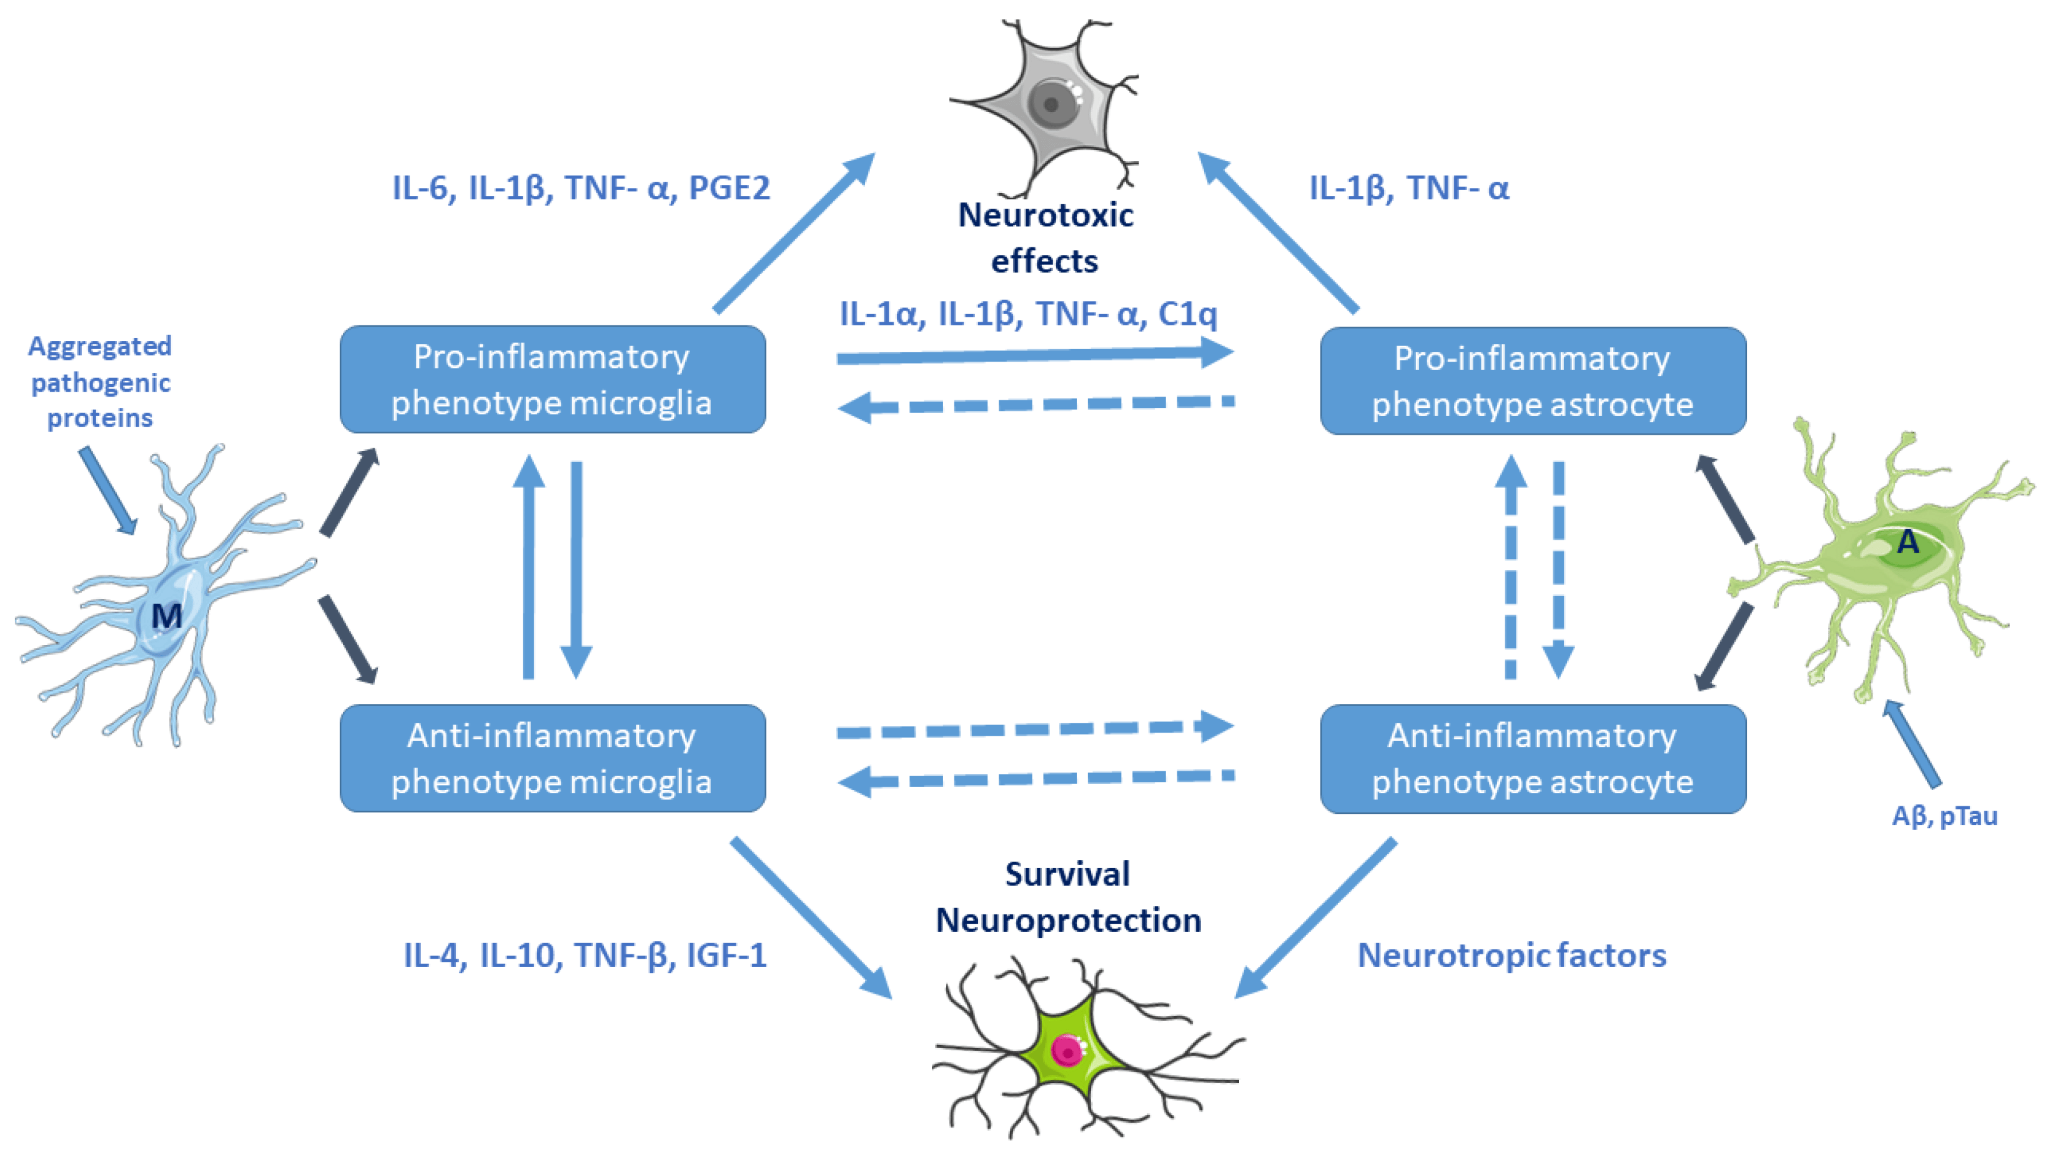 IL-6, IL-1β, TNF- α, PGE2
IL-1β, TNF- α
Neurotoxic
effects
IL-1α, IL-1β, TNF- α, C1q
Aggregated
pathogenic
proteins
Pro-inflammatory
phenotype microglia
Pro-inflammatory
phenotype astrocyte
M
A
Anti-inflammatory
phenotype microglia
Anti-inflammatory
phenotype astrocyte
Aβ, pTau
Survival
Neuroprotection
IL-4, IL-10, TNF-β, IGF-1
Neurotropic factors